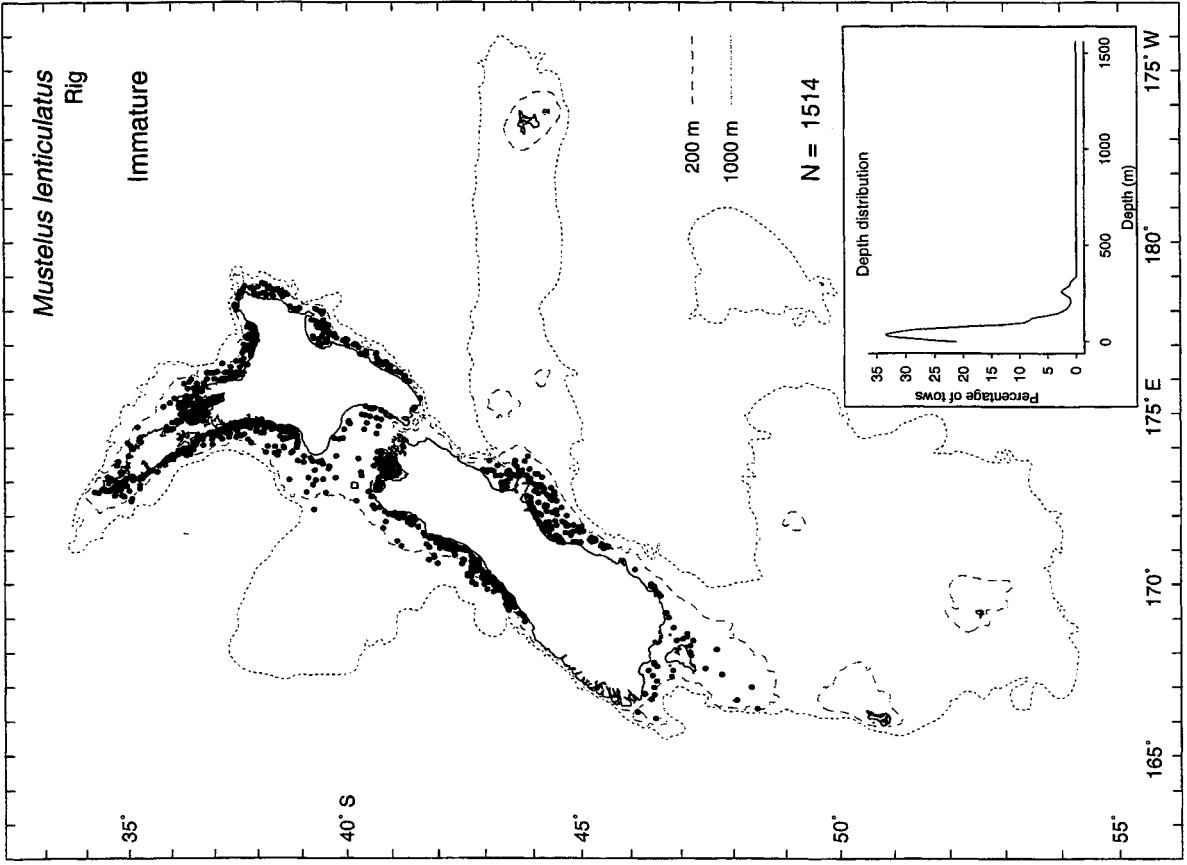 Mustelus lenticulatus
Rig
Immature
200 m
1000 m
N = 1514
Depth distribution
Percentage of tows
35
30
25
20
15
10
5
0
0
500
1000
1500
Depth (m)
35°
40° S
45°
50°
55°
165°
170°
175° E
180°
175° W